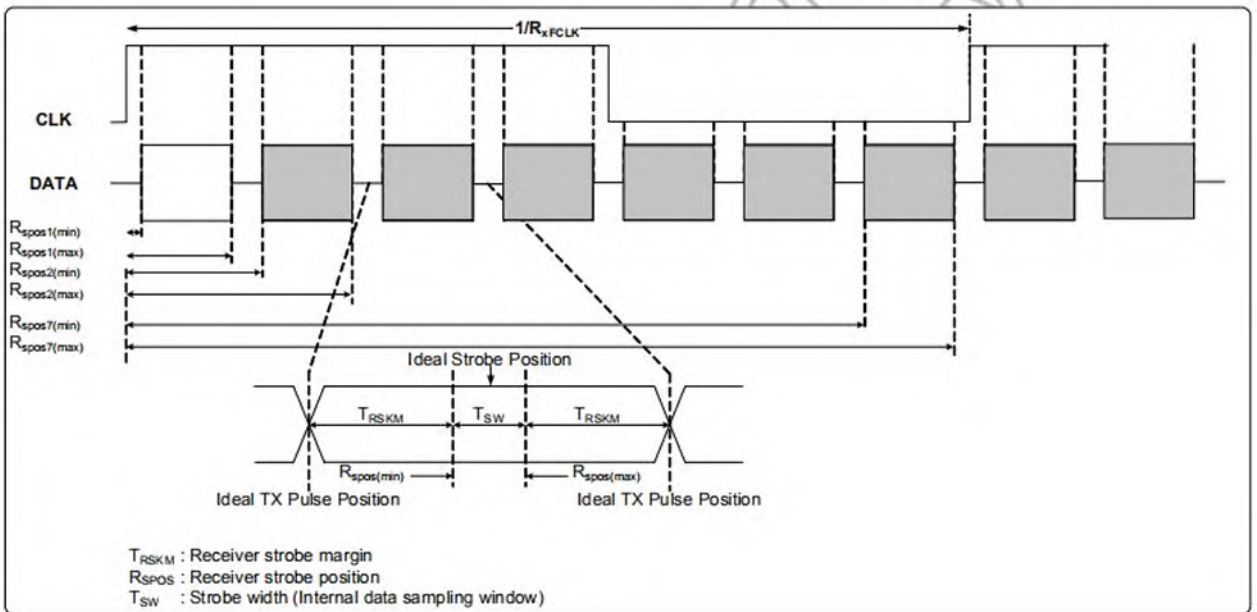 1/RxFCLK
CLK
DATA
Rspos1(min)
Rspos1(max)
Rspos2(min)
Rspos2(max)
Rspos7(min)
Rspos7(max)
Ideal Strobe Position
TRSKM TSW TRSKM
Rspos(min) Rspos(max)
Ideal TX Pulse Position Ideal TX Pulse Position
TRSKM : Receiver strobe margin
RSPOS : Receiver strobe position
TSW : Strobe width (Internal data sampling window)